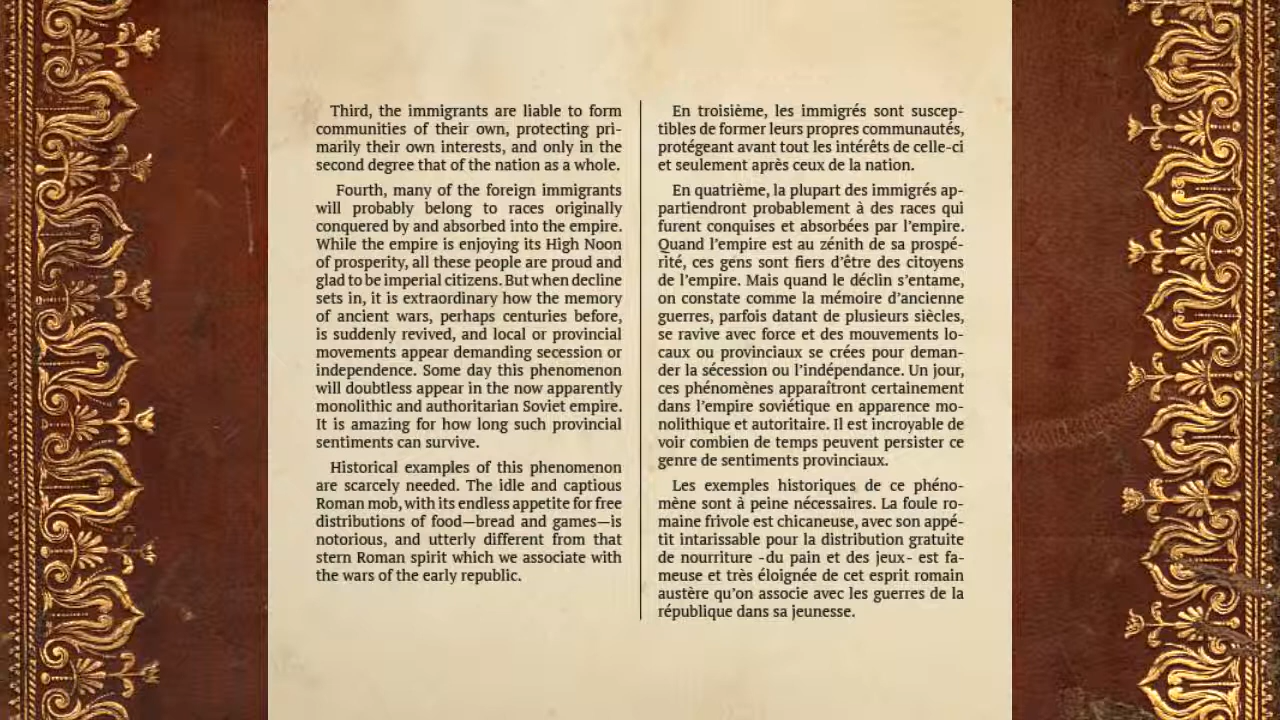 Third, the immigrants are liable to form
communities of their own, protecting pri-
marily their own interests, and only in the
second degree that of the nation as a whole.
Fourth, many of the foreign immigrants
will probably belong to races originally
conquered by and absorbed into the empire.
While the empire is enjoying its High Noon
of prosperity, all these people are proud and
glad to be imperial citizens. But when decline
sets in, it is extraordinary how the memory
of ancient wars, perhaps centuries before,
is suddenly revived, and local or provincial
movements appear demanding secession or
independence. Some day this phenomenon
will doubtless appear in the now apparently
monolithic and authoritarian Soviet empire.
It is amazing for how long such provincial
sentiments can survive.
Historical examples of this phenomenon
are scarcely needed. The idle and captious
Roman mob, with its endless appetite for free
distributions of food—bread and games—is
notorious, and utterly different from that
stern Roman spirit which we associate with
the wars of the early republic.
En troisième, les immigrés sont suscep-
tibles de former leurs propres communautés,
protégeant avant tout les intérêts de celle-ci
et seulement après ceux de la nation.
En quatrième, la plupart des immigrés ap-
partiendront probablement à des races qui
furent conquises et absorbées par l'empire.
Quand l'empire est au zénith de sa prospé-
rité, ces gens sont fiers d'être des citoyens
de l'empire. Mais quand le déclin s'entame,
on constate comme la mémoire d'ancienne
guerres, parfois datant de plusieurs siècles,
se ravive avec force et des mouvements lo-
caux ou provinciaux se crées pour deman-
der la sécession ou l'indépendance. Un jour,
ces phénomènes apparaîtront certainement
dans l'empire soviétique en apparence mo-
nolithique et autoritaire. Il est incroyable de
voir combien de temps peuvent persister ce
genre de sentiments provinciaux.
Les exemples historiques de ce phéno-
mène sont à peine nécessaires. La foule ro-
maine frivole est chicaneuse, avec son appé-
tit intarissable pour la distribution gratuite
de nourriture -du pain et des jeux- est fa-
meuse et très éloignée de cet esprit romain
austère qu'on associe avec les guerres de la
république dans sa jeunesse.